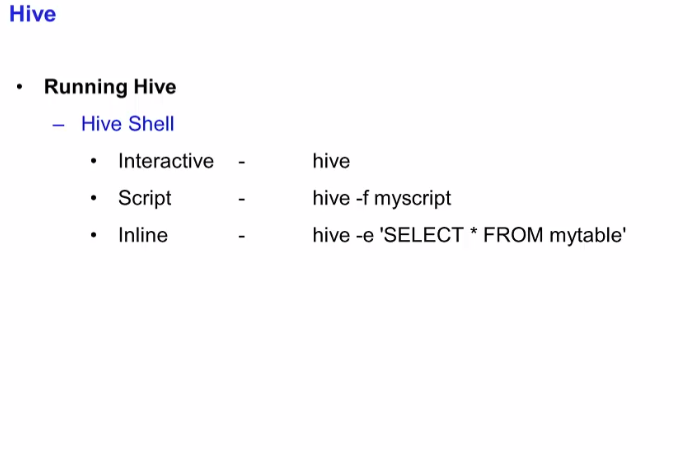 Hive
• Running Hive
– Hive Shell
• Interactive - hive
• Script - hive -f myscript
• Inline - hive -e 'SELECT * FROM mytable'